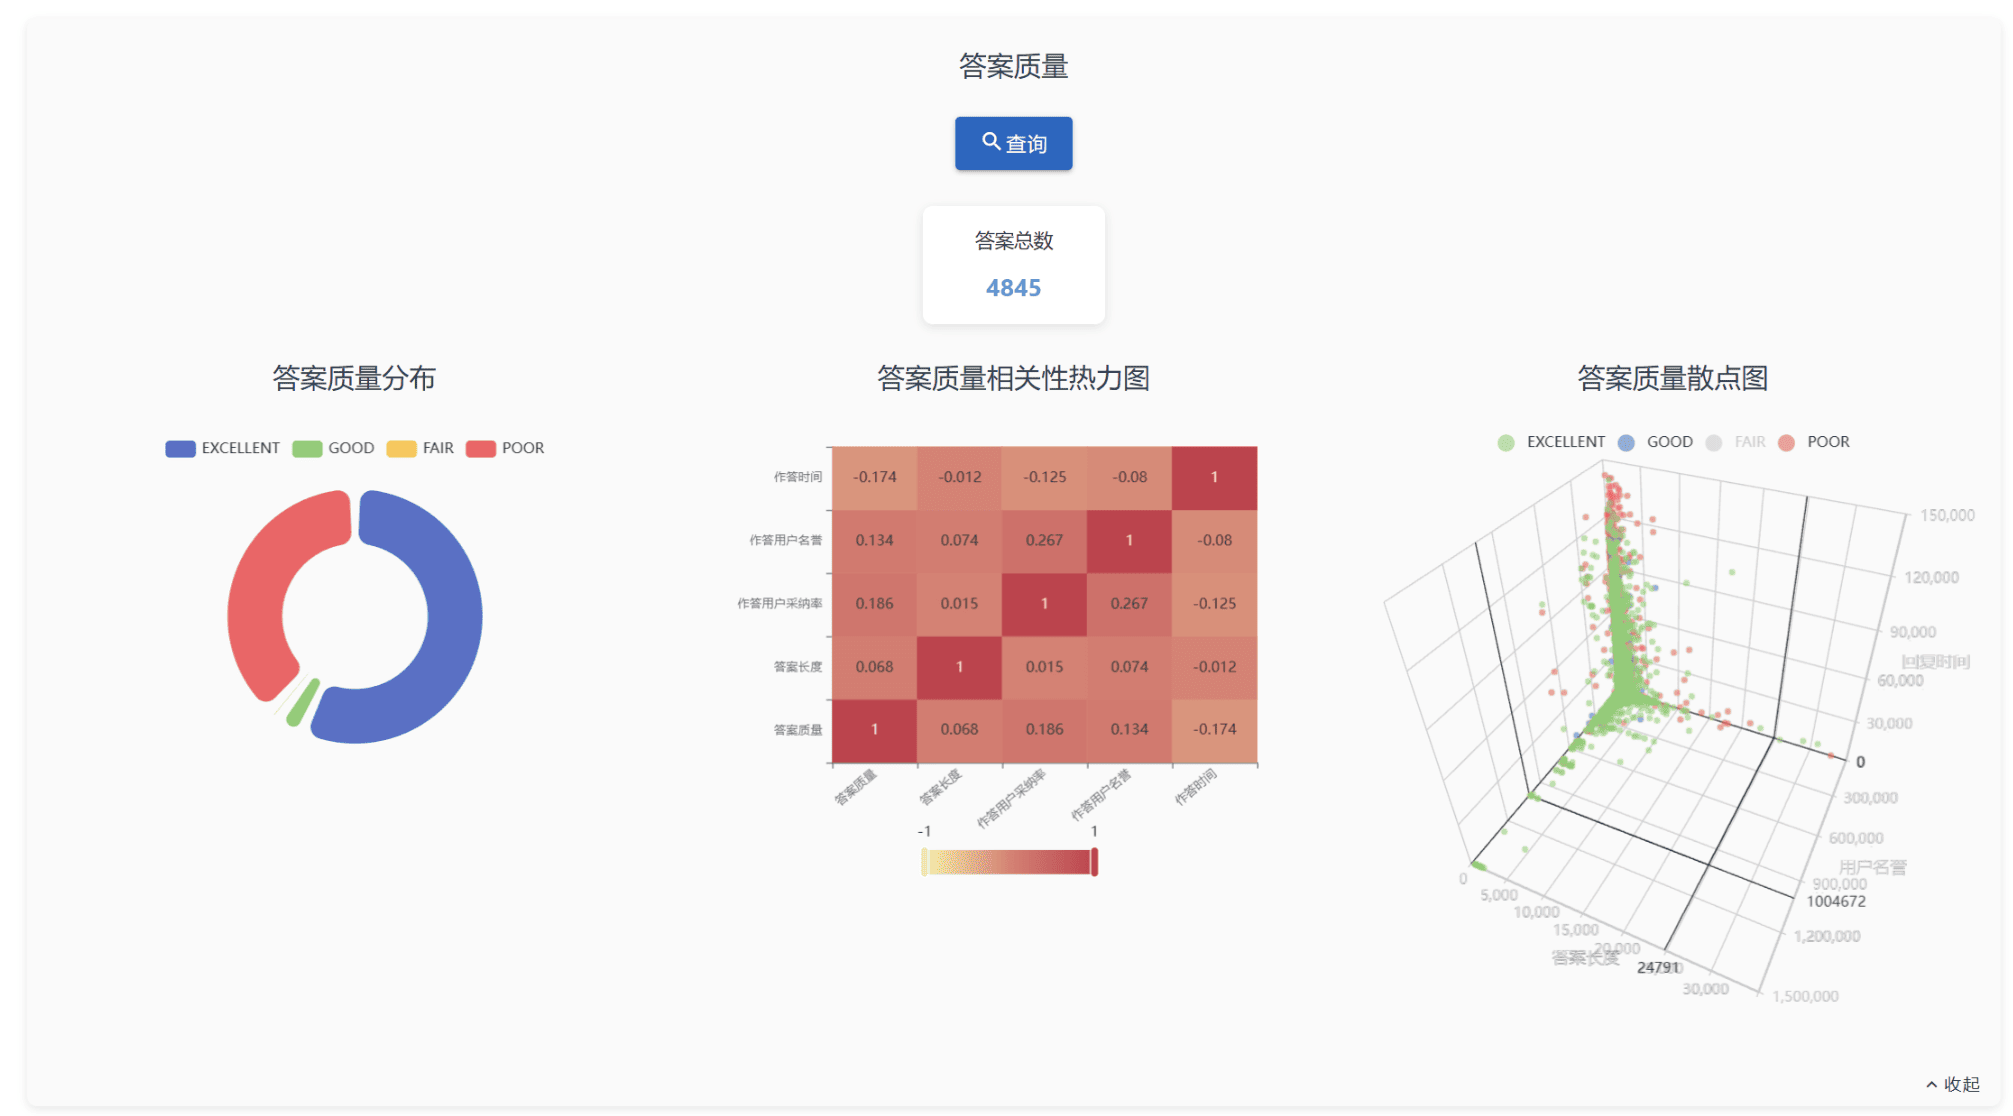 答案质量
查询
答案总数
4845
答案质量分布
EXCELLENT GOOD FAIR POOR
答案质量相关性热力图
作答时间 -0.174 -0.012 -0.125 -0.08 1
作答用户名誉 0.134 0.074 0.267 1 -0.08
作答用户采纳率 0.186 0.015 1 0.267 -0.125
答案长度 0.068 1 0.015 0.074 -0.012
答案质量 1 0.068 0.186 0.134 -0.174
答案质量 答案长度 作答用户采纳率 作答用户名誉 作答时间
-1 1
答案质量散点图
EXCELLENT GOOD FAIR POOR
150,000
120,000
90,000
回复时间
60,000
30,000
0
300,000
600,000
用户名誉
900,000
1004672
1,200,000
1,500,000
0
5,000
10,000
15,000
20,000
答案长度
24791
30,000
收起